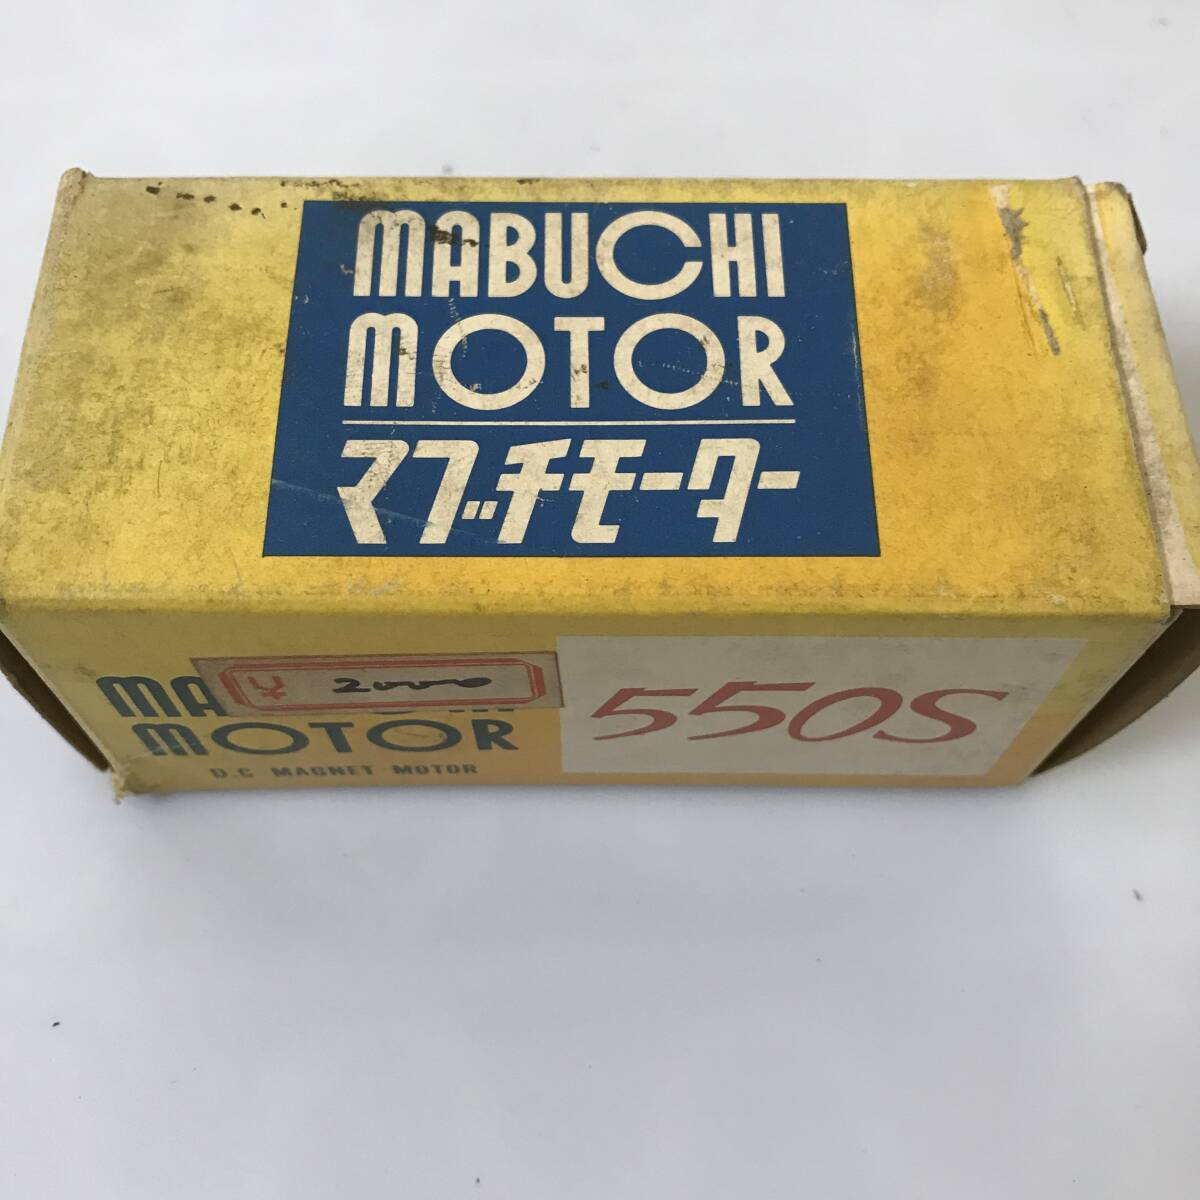 MABUCHI
MOTOR
マブチモーター
¥ 2000
MOTOR
D.C MAGNET MOTOR
550S